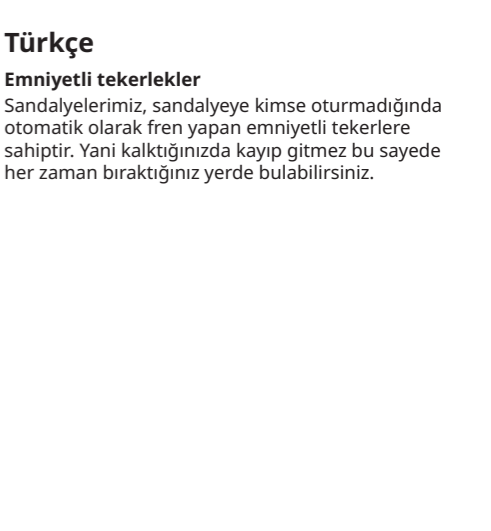 Türkçe
Emniyetli tekerlekler
Sandalyelerimiz, sandalyeye kimse oturmadığında
otomatik olarak fren yapan emniyetli tekerlere
sahiptir. Yani kalktığınızda kayıp gitmez bu sayede
her zaman bıraktığınız yerde bulabilirsiniz.